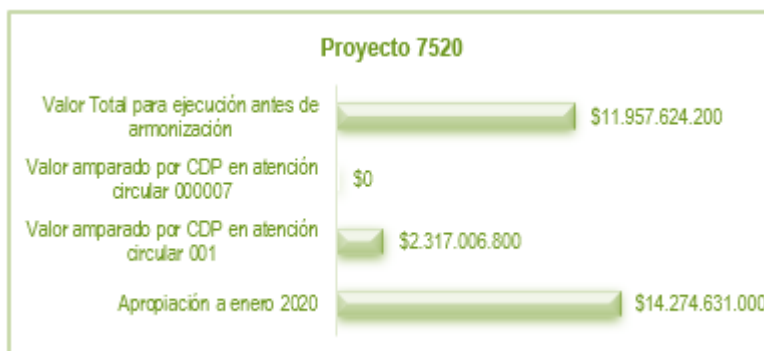 Proyecto 7520
Valor Total para ejecución antes de
armonización
$11.957.624.200
Valor amparado por CDP en atención
circular 000007
$0
Valor amparado por CDP en atención
circular 001
$2.317.006.800
Apropiación a enero 2020
$14.274.631.000